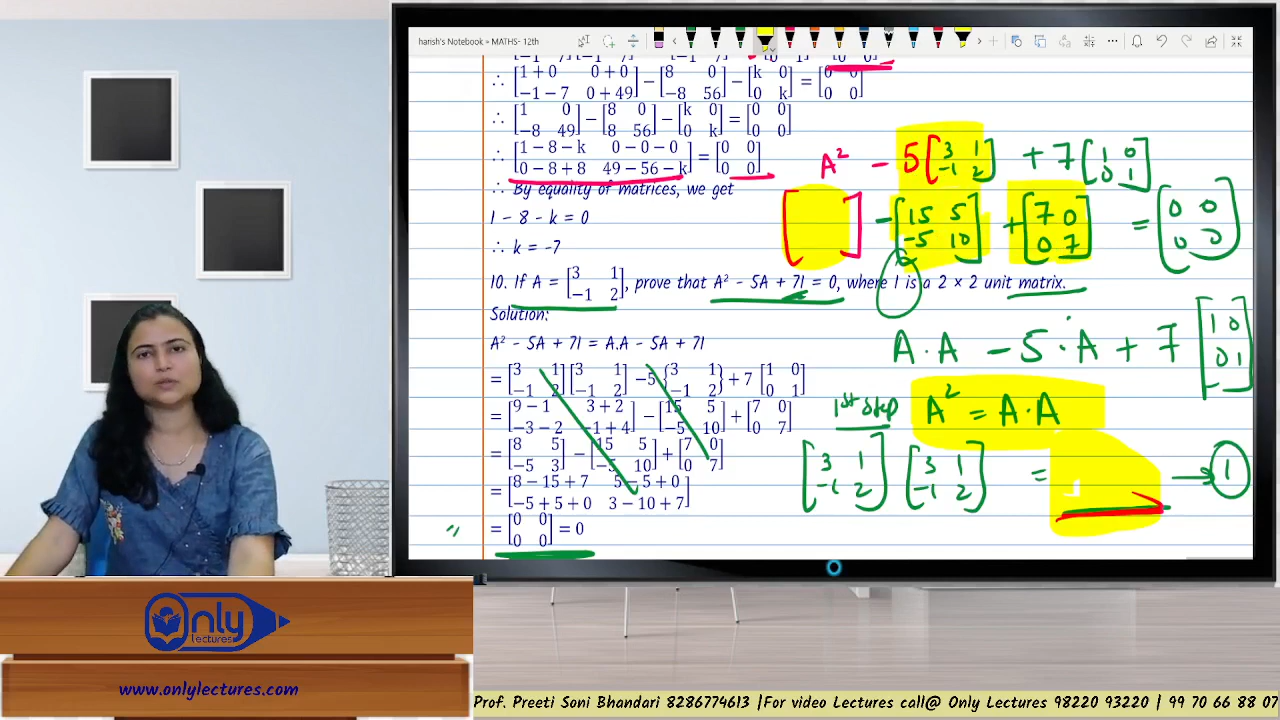 harish's Notebook » MATHS- 12th
∴ [1 + 0 0 + 0 −1 − 7 0 + 49] − [8 0 −8 56] − [k 0 0 k] = [0 0 0 0]
∴ [1 0 −8 49] − [8 0 8 56] − [k 0 0 k] = [0 0 0 0]
∴ [1 − 8 − k 0 − 0 − 0 0 − 8 + 8 49 − 56 − k] = [0 0 0 0]
∴ By equality of matrices, we get
1 - 8 - k = 0
∴ k = -7
10. If A = [3 1 −1 2], prove that A² - 5A + 7I = 0, where I is a 2 × 2 unit matrix.
Solution:
A² - 5A + 7I = A.A - 5A + 7I
= [3 1 −1 2] [3 1 −1 2] − 5 [3 1 −1 2] + 7 [1 0 0 1]
= [9 − 1 3 + 2 −3 − 2 −1 + 4] − [15 5 −5 10] + [7 0 0 7]
= [8 5 −5 3] − [15 5 −5 10] + [7 0 0 7]
= [8 − 15 + 7 5 − 5 + 0 −5 + 5 + 0 3 − 10 + 7]
= [0 0 0 0] = 0
A² − 5 [3 1 −1 2] + 7 [1 0 0 1]
[ ] − [15 5 −5 10] + [7 0 0 7] = [0 0 0 0]
A · A − 5 · A + 7 [1 0 0 1]
1st step A² = A · A
[3 1 −1 2] [3 1 −1 2] = → 1
Only
lectures
www.onlylectures.com
Prof. Preeti Soni Bhandari 8286774613 |For video Lectures call@ Only Lectures 98220 93220 | 99 70 66 88 07